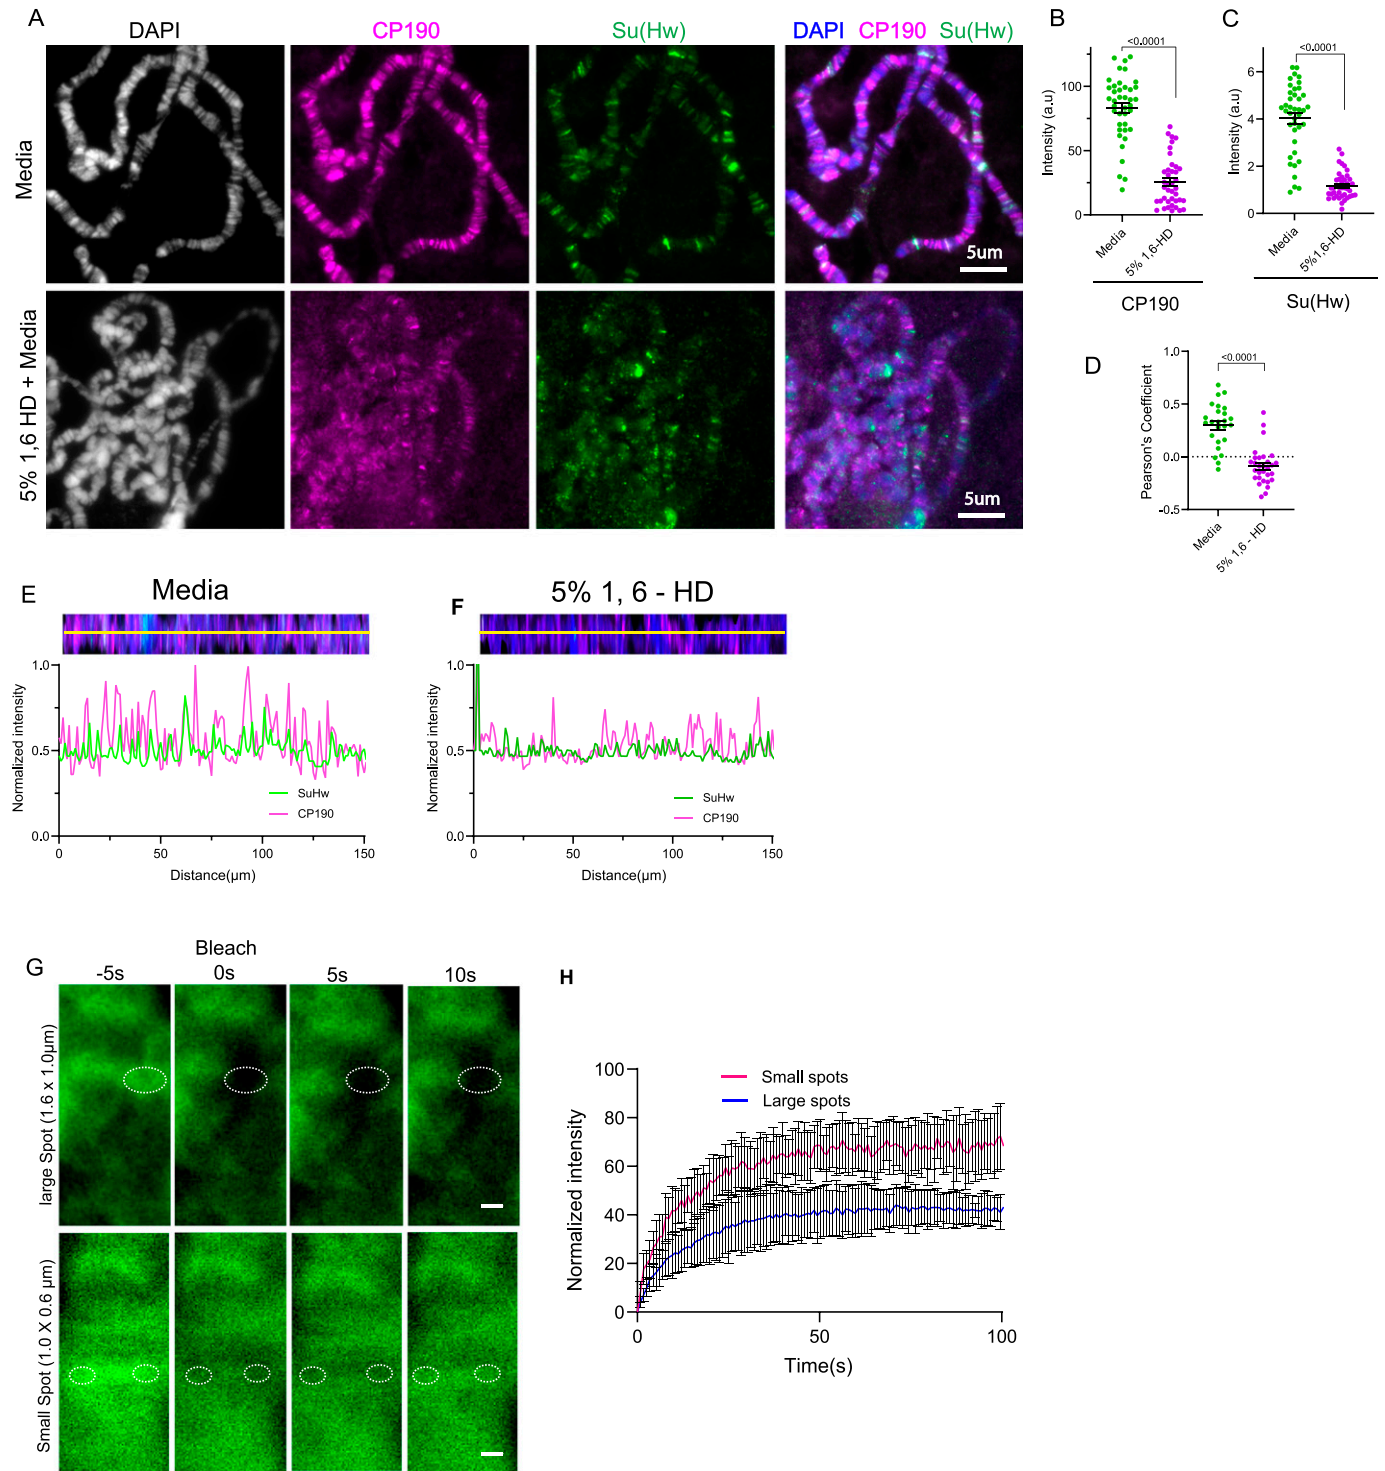 A
DAPI
CP190
Su(Hw)
DAPI CP190 Su(Hw)
Media
5um
5% 1,6 HD + Media
5um
B
<0.0001
Intensity (a.u)
100
50
0
Media
5% 1,6-HD
CP190
C
<0.0001
Intensity (a.u)
6
4
2
0
Media
5%1,6-HD
Su(Hw)
D
<0.0001
Pearson's Coefficient
1.0
0.5
0.0
-0.5
Media
5% 1,6 - HD
E
Media
Normalized intensity
1.0
0.5
0.0
SuHw
CP190
0 50 100 150
Distance(µm)
F
5% 1, 6 - HD
Normalized intensity
1.0
0.5
0.0
SuHw
CP190
0 50 100 150
Distance(µm)
G
Bleach
-5s 0s 5s 10s
large Spot (1.6 x 1.0µm)
Small Spot (1.0 X 0.6 µm)
H
Normalized intensity
100
80
60
40
20
0
Small spots
Large spots
0 50 100
Time(s)